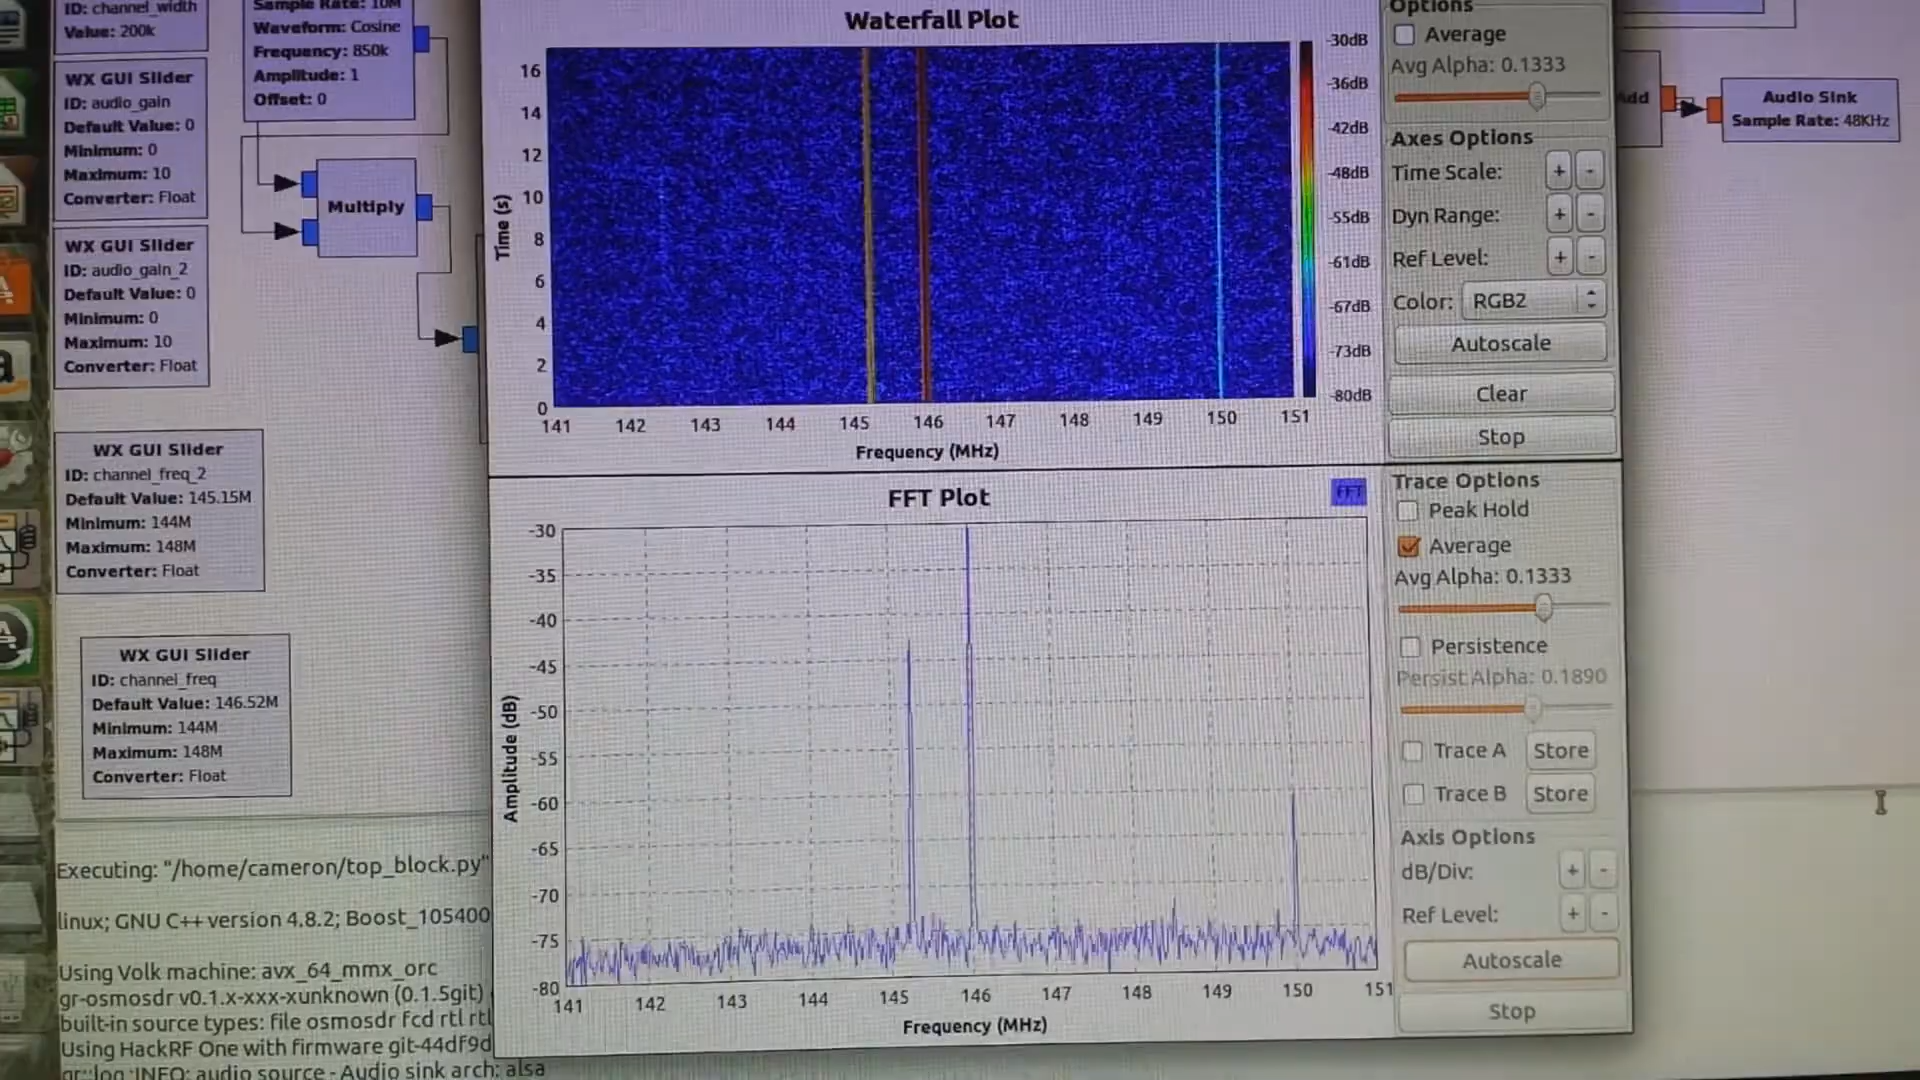 ID: channel_width
Value: 200k
WX GUI Slider
ID: audio_gain
Default Value: 0
Minimum: 0
Maximum: 10
Converter: Float
WX GUI Slider
ID: audio_gain_2
Default Value: 0
Minimum: 0
Maximum: 10
Converter: Float
WX GUI Slider
ID: channel_freq_2
Default Value: 145.15M
Minimum: 144M
Maximum: 148M
Converter: Float
WX GUI Slider
ID: channel_freq
Default Value: 146.52M
Minimum: 144M
Maximum: 148M
Converter: Float
Sample Rate: 10M
Waveform: Cosine
Frequency: 850k
Amplitude: 1
Offset: 0
Multiply
Executing: "/home/cameron/top_block.py"
linux; GNU C++ version 4.8.2; Boost_105400
Using Volk machine: avx_64_mmx_orc
gr-osmosdr v0.1.x-xxx-xunknown (0.1.5git)
built-in source types: file osmosdr fcd rtl rtl
Using HackRF One with firmware git-44df9d
gr::log :INFO: audio source - Audio sink arch: alsa
Waterfall Plot
Time (s)
16
14
12
10
8
6
4
2
0
141 142 143 144 145 146 147 148 149 150 151
Frequency (MHz)
-30dB
-36dB
-42dB
-48dB
-55dB
-61dB
-67dB
-73dB
-80dB
Options
Average
Avg Alpha: 0.1333
Axes Options
Time Scale: + -
Dyn Range: + -
Ref Level: + -
Color: RGB2
Autoscale
Clear
Stop
FFT Plot
FFT
Amplitude (dB)
-30
-35
-40
-45
-50
-55
-60
-65
-70
-75
-80
141 142 143 144 145 146 147 148 149 150 151
Frequency (MHz)
Trace Options
Peak Hold
Average
Avg Alpha: 0.1333
Persistence
Persist Alpha: 0.1890
Trace A Store
Trace B Store
Axis Options
dB/Div: + -
Ref Level: + -
Autoscale
Stop
Add
Audio Sink
Sample Rate: 48KHz